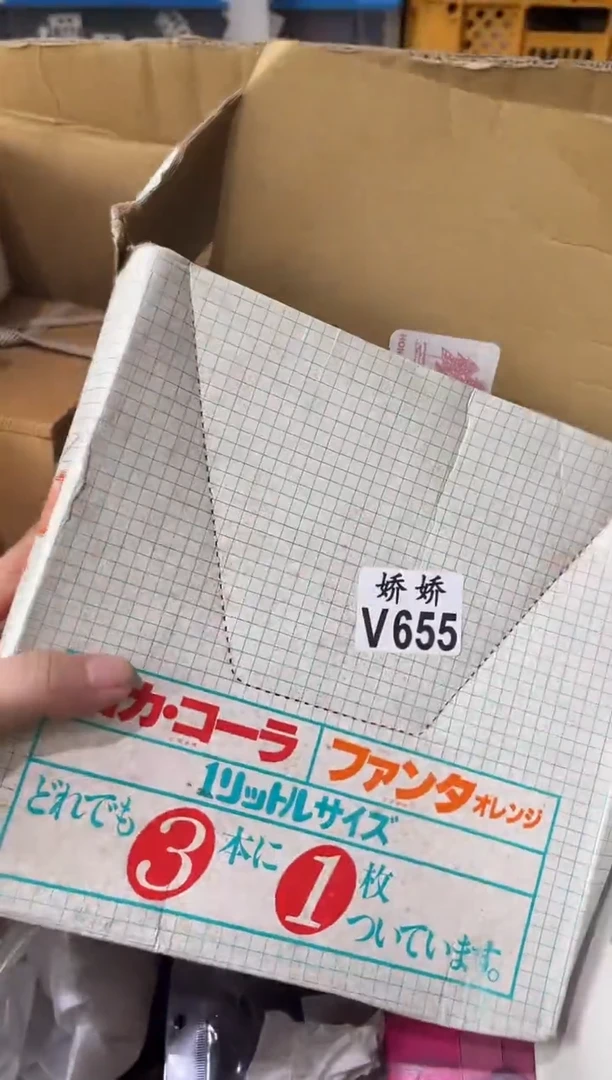 娇娇
V655
カ・コーラ
ファンタ オレンジ
1リットルサイズ
どれでも3本に1枚
ついています。